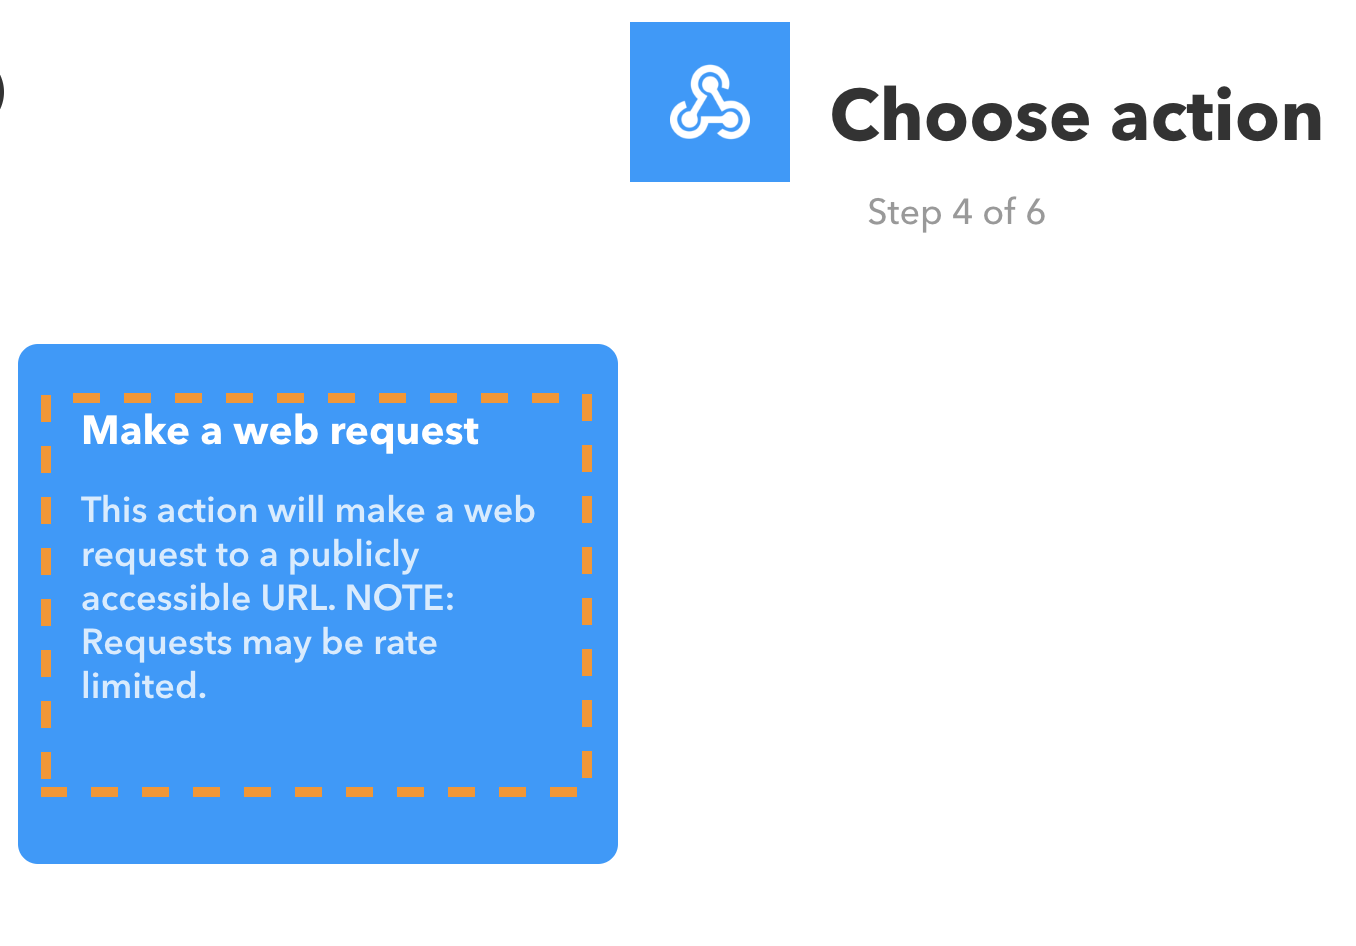 Choose action
Step 4 of 6
Make a web request
This action will make a web
request to a publicly
accessible URL. NOTE:
Requests may be rate
limited.